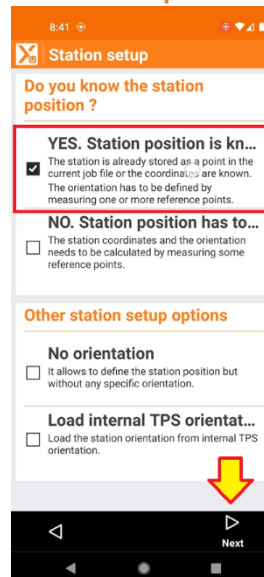 8:41
Station setup
Do you know the station
position ?
YES. Station position is kn...
The station is already stored as a point in the
current job file or the coordinates are known.
The orientation has to be defined by
measuring one or more reference points.
NO. Station position has to...
The station coordinates and the orientation
needs to be calculated by measuring some
reference points.
Other station setup options
No orientation
It allows to define the station position but
without any specific orientation.
Load internal TPS orientat...
Load the station orientation from internal TPS
orientation.
Next